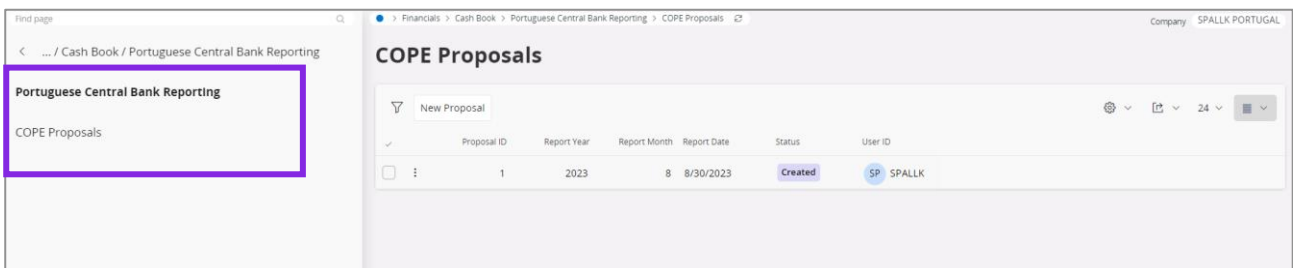 Find page
... / Cash Book / Portuguese Central Bank Reporting
Portuguese Central Bank Reporting
COPE Proposals
> Financials > Cash Book > Portuguese Central Bank Reporting > COPE Proposals
Company SPALLK PORTUGAL
COPE Proposals
New Proposal
24
Proposal ID Report Year Report Month Report Date Status User ID
1 2023 8 8/30/2023 Created SP SPALLK